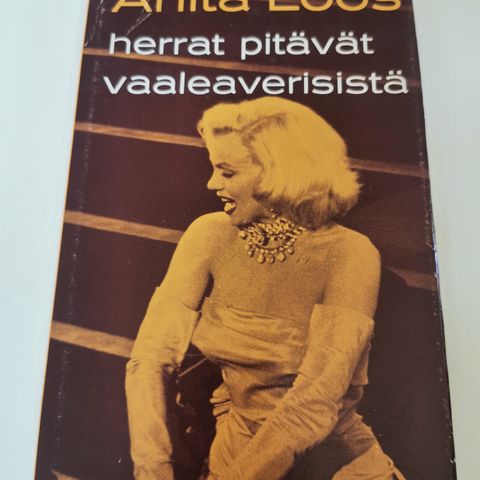 Anita Loos
herrat pitävät
vaaleaverisistä